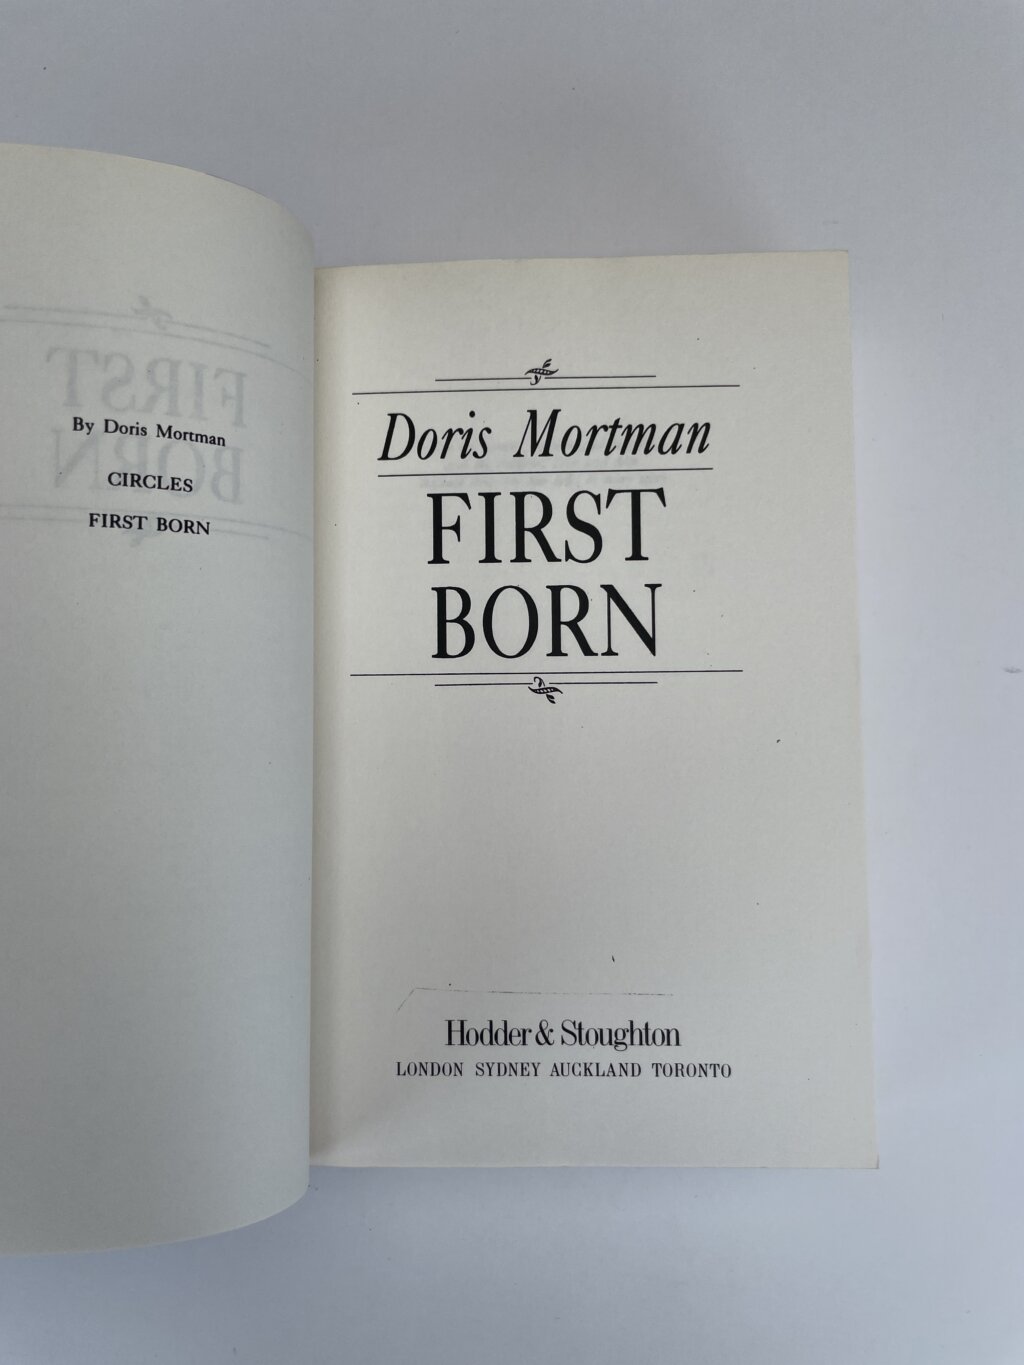 By Doris Mortman
CIRCLES
FIRST BORN
Doris Mortman
FIRST
BORN
Hodder & Stoughton
LONDON SYDNEY AUCKLAND TORONTO